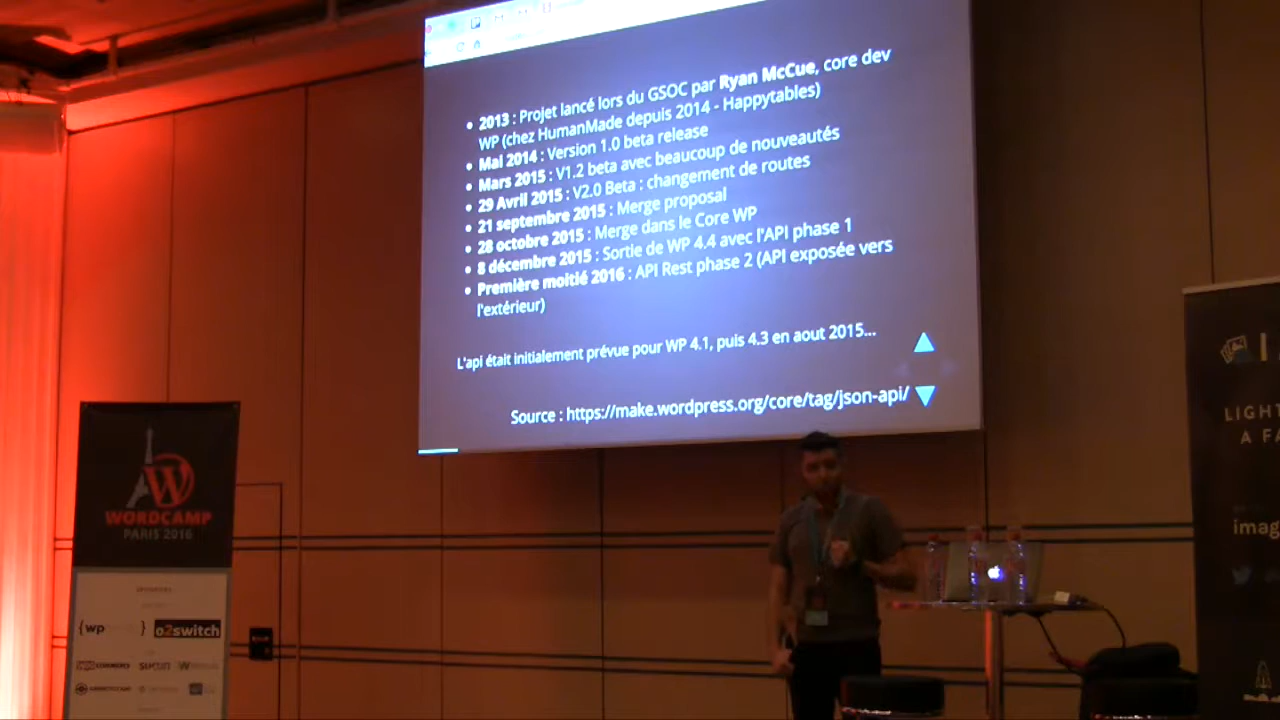 • 2013 : Projet lancé lors du GSOC par Ryan McCue, core dev
WP (chez HumanMade depuis 2014 - Happytables)
• Mai 2014 : Version 1.0 beta release
• Mars 2015 : V1.2 beta avec beaucoup de nouveautés
• 29 Avril 2015 : V2.0 Beta : changement de routes
• 21 septembre 2015 : Merge proposal
• 28 octobre 2015 : Merge dans le Core WP
• 8 décembre 2015 : Sortie de WP 4.4 avec l'API phase 1
• Première moitié 2016 : API Rest phase 2 (API exposée vers
l'extérieur)
L'api était initialement prévue pour WP 4.1, puis 4.3 en aout 2015...
Source : https://make.wordpress.org/core/tag/json-api/
WORDCAMP
PARIS 2016
{wp }
o2switch
sucuri
LIGHT
A FA
imag